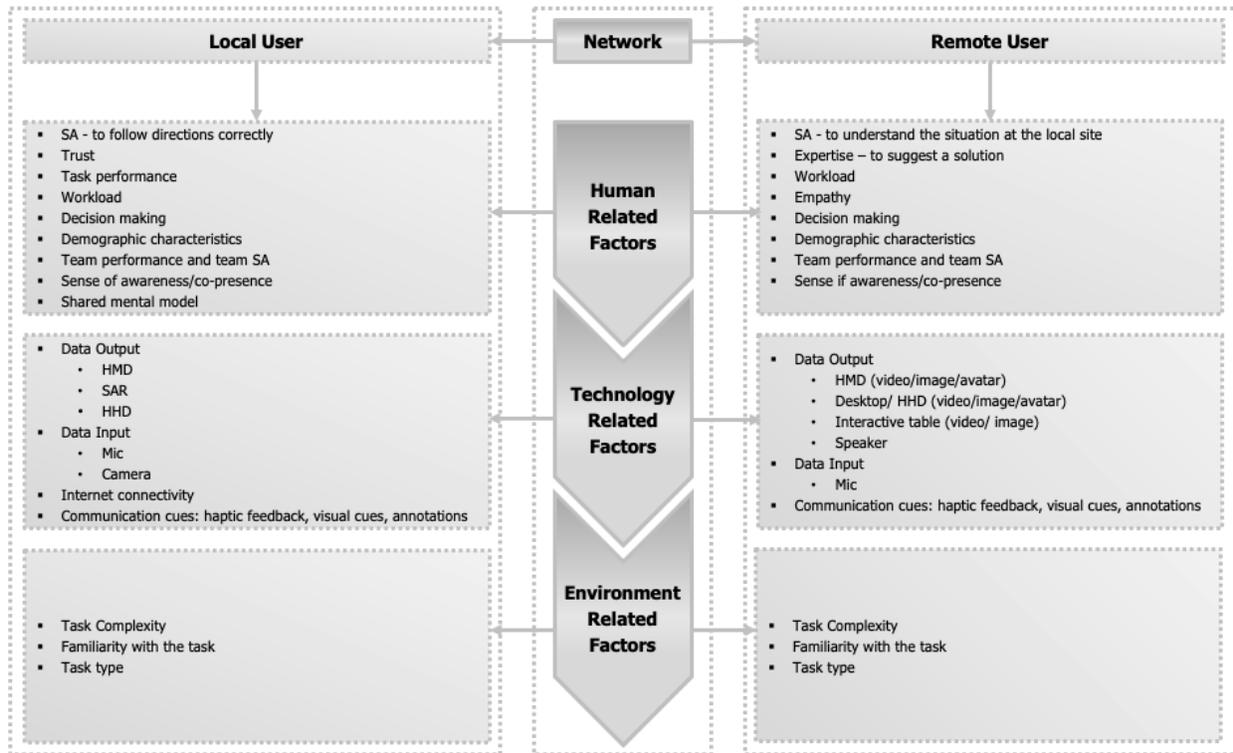 Local User
Network
Remote User
▪ SA - to follow directions correctly
▪ Trust
▪ Task performance
▪ Workload
▪ Decision making
▪ Demographic characteristics
▪ Team performance and team SA
▪ Sense of awareness/co-presence
▪ Shared mental model
Human
Related
Factors
▪ SA - to understand the situation at the local site
▪ Expertise – to suggest a solution
▪ Workload
▪ Empathy
▪ Decision making
▪ Demographic characteristics
▪ Team performance and team SA
▪ Sense if awareness/co-presence
▪ Data Output
• HMD
• SAR
• HHD
▪ Data Input
• Mic
• Camera
▪ Internet connectivity
▪ Communication cues: haptic feedback, visual cues, annotations
Technology
Related
Factors
▪ Data Output
• HMD (video/image/avatar)
• Desktop/ HHD (video/image/avatar)
• Interactive table (video/ image)
• Speaker
▪ Data Input
• Mic
▪ Communication cues: haptic feedback, visual cues, annotations
▪ Task Complexity
▪ Familiarity with the task
▪ Task type
Environment
Related
Factors
▪ Task Complexity
▪ Familiarity with the task
▪ Task type